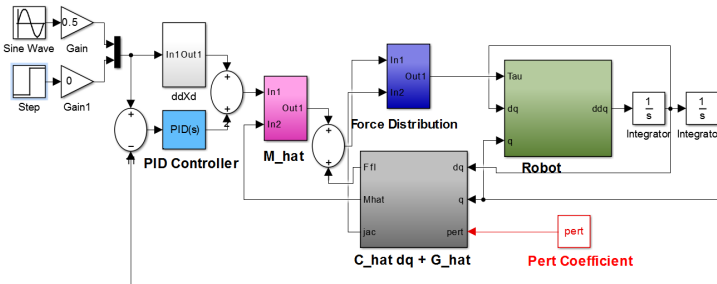 0.5
Sine Wave
Gain
0
Step
Gain1
In1
Out1
ddXd
+
+
+
−
PID(s)
PID Controller
In1
In2
Out1
M_hat
+
+
In1
In2
Out1
Force Distribution
Tau
dq
q
ddq
Robot
1
s
Integrator
1
s
Integrator
Ffl
Mhat
jac
dq
q
pert
C_hat dq + G_hat
pert
Pert Coefficient